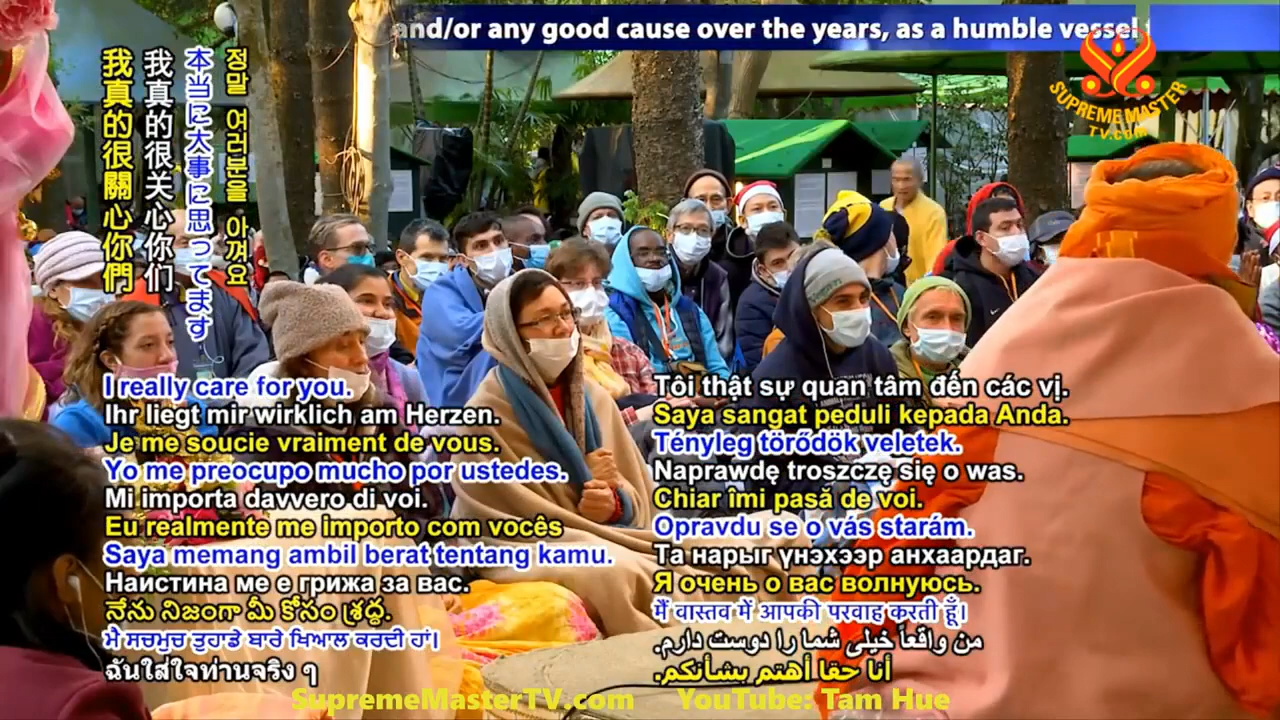 and/or any good cause over the years, as a humble vessel
SUPREME MASTER
TV.com
정말 여러분을 아껴요
本当に大事に思ってます
我真的很关心你们
我真的很關心你們
I really care for you.
Ihr liegt mir wirklich am Herzen.
Je me soucie vraiment de vous.
Yo me preocupo mucho por ustedes.
Mi importa davvero di voi.
Eu realmente me importo com vocês
Saya memang ambil berat tentang kamu.
Наистина ме е грижа за вас.
నేను నిజంగా మీ కోసం శ్రద్ధ.
ਮੈ ਸਚਮੁਚ ਤੁਹਾਡੇ ਬਾਰੇ ਖਿਆਲ ਕਰਦੀ ਹਾਂ।
ฉันใส่ใจท่านจริง ๆ
Tôi thật sự quan tâm đến các vị.
Saya sangat peduli kepada Anda.
Tényleg törődök veletek.
Naprawdę troszczę się o was.
Chiar îmi pasă de voi.
Opravdu se o vás starám.
Та нарыг үнэхээр анхаардаг.
Я очень о вас волнуюсь.
मैं वास्तव में आपकी परवाह करती हूँ।
من واقعاً خیلی شما را دوست دارم.
أنا حقا أهتم بشأنكم.
SupremeMasterTV.com YouTube: Tam Hue